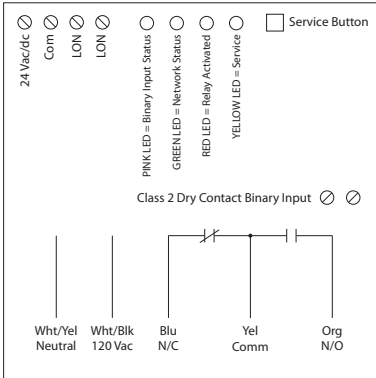 24 Vac/dc
Com
LON
LON
PINK LED = Binary Input Status
GREEN LED = Network Status
RED LED = Relay Activated
YELLOW LED = Service
Service Button
Class 2 Dry Contact Binary Input
Wht/Yel
Neutral
Wht/Blk
120 Vac
Blu
N/C
Yel
Comm
Org
N/O